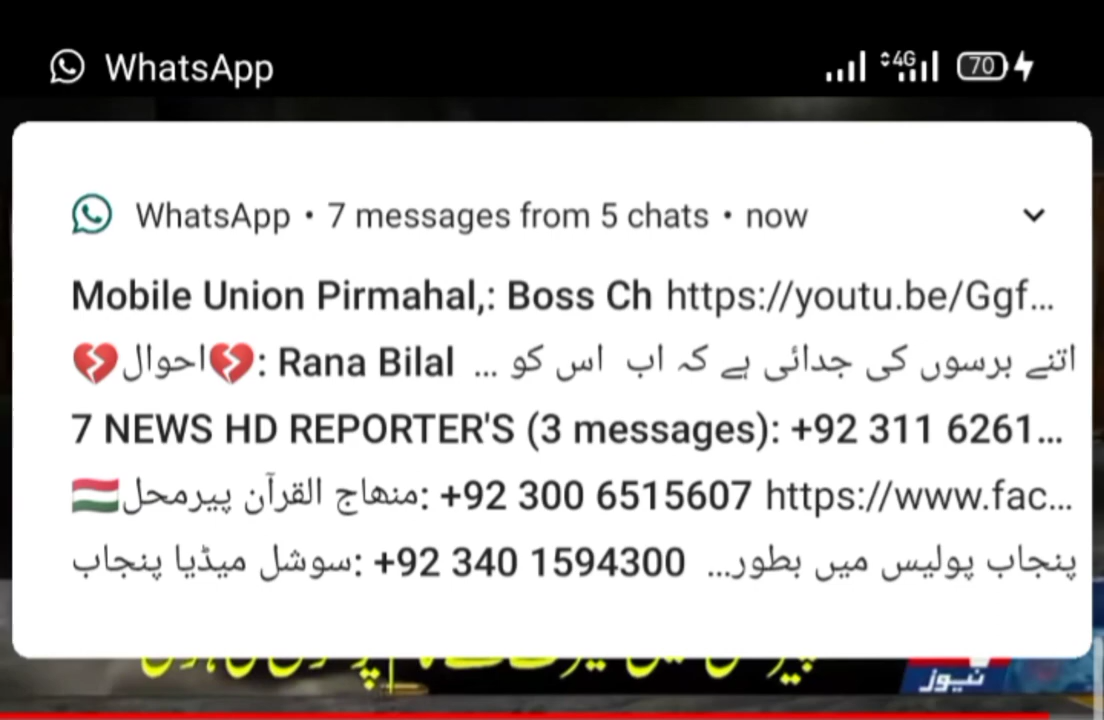 WhatsApp 4G 70
WhatsApp • 7 messages from 5 chats • now
Mobile Union Pirmahal,: Boss Ch https://youtu.be/Ggf...
💔احوال💔: Rana Bilal اتنے برسوں کی جدائی ہے کہ اب اس کو ...
7 NEWS HD REPORTER'S (3 messages): +92 311 6261...
🇭🇺منهاج القرآن پیرمحل: +92 300 6515607 https://www.fac...
سوشل میڈیا پنجاب: +92 340 1594300 پنجاب پولیس میں بطور...
نیوز